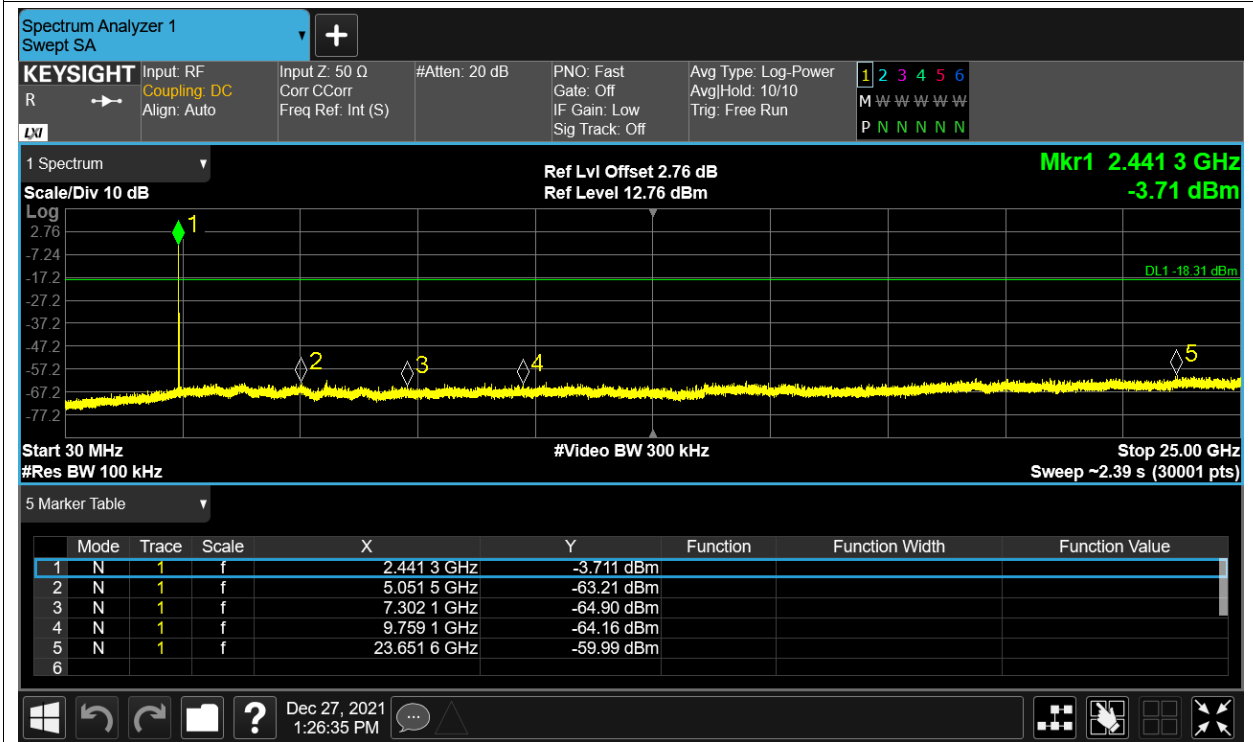 Spectrum Analyzer 1
Swept SA
+
KEYSIGHT
R
LXI
Input: RF
Coupling: DC
Align: Auto
Input Z: 50 Ω
Corr CCorr
Freq Ref: Int (S)
#Atten: 20 dB
PNO: Fast
Gate: Off
IF Gain: Low
Sig Track: Off
Avg Type: Log-Power
Avg|Hold: 10/10
Trig: Free Run
1 2 3 4 5 6
M W W W W W
P N N N N N
1 Spectrum
Scale/Div 10 dB
Ref Lvl Offset 2.76 dB
Ref Level 12.76 dBm
Mkr1 2.441 3 GHz
-3.71 dBm
Log
2.76
-7.24
-17.2
-27.2
-37.2
-47.2
-57.2
-67.2
-77.2
1
2
3
4
5
DL1 -18.31 dBm
Start 30 MHz
#Video BW 300 kHz
Stop 25.00 GHz
#Res BW 100 kHz
Sweep ~2.39 s (30001 pts)
5 Marker Table
Mode Trace Scale X Y Function Function Width Function Value
1 N 1 f 2.441 3 GHz -3.711 dBm
2 N 1 f 5.051 5 GHz -63.21 dBm
3 N 1 f 7.302 1 GHz -64.90 dBm
4 N 1 f 9.759 1 GHz -64.16 dBm
5 N 1 f 23.651 6 GHz -59.99 dBm
6
?
Dec 27, 2021
1:26:35 PM